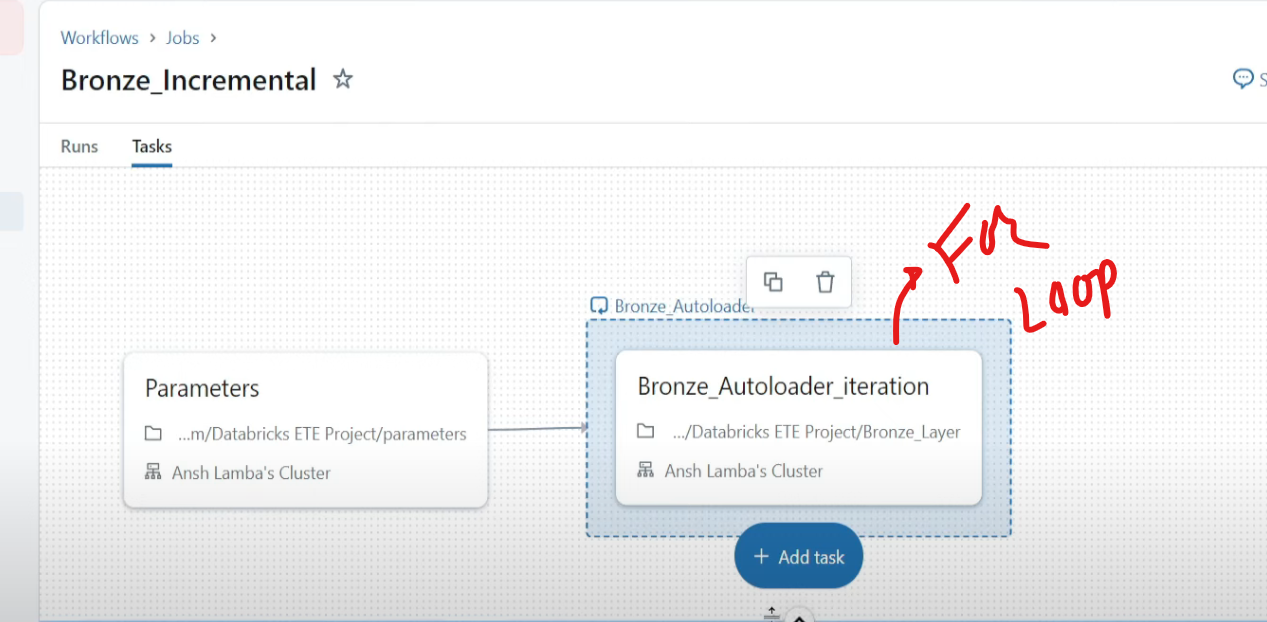 Workflows > Jobs >
Bronze_Incremental
S
Runs Tasks
For
Loop
Bronze_Autoloader
Parameters
...m/Databricks ETE Project/parameters
Ansh Lamba's Cluster
Bronze_Autoloader_iteration
.../Databricks ETE Project/Bronze_Layer
Ansh Lamba's Cluster
+ Add task